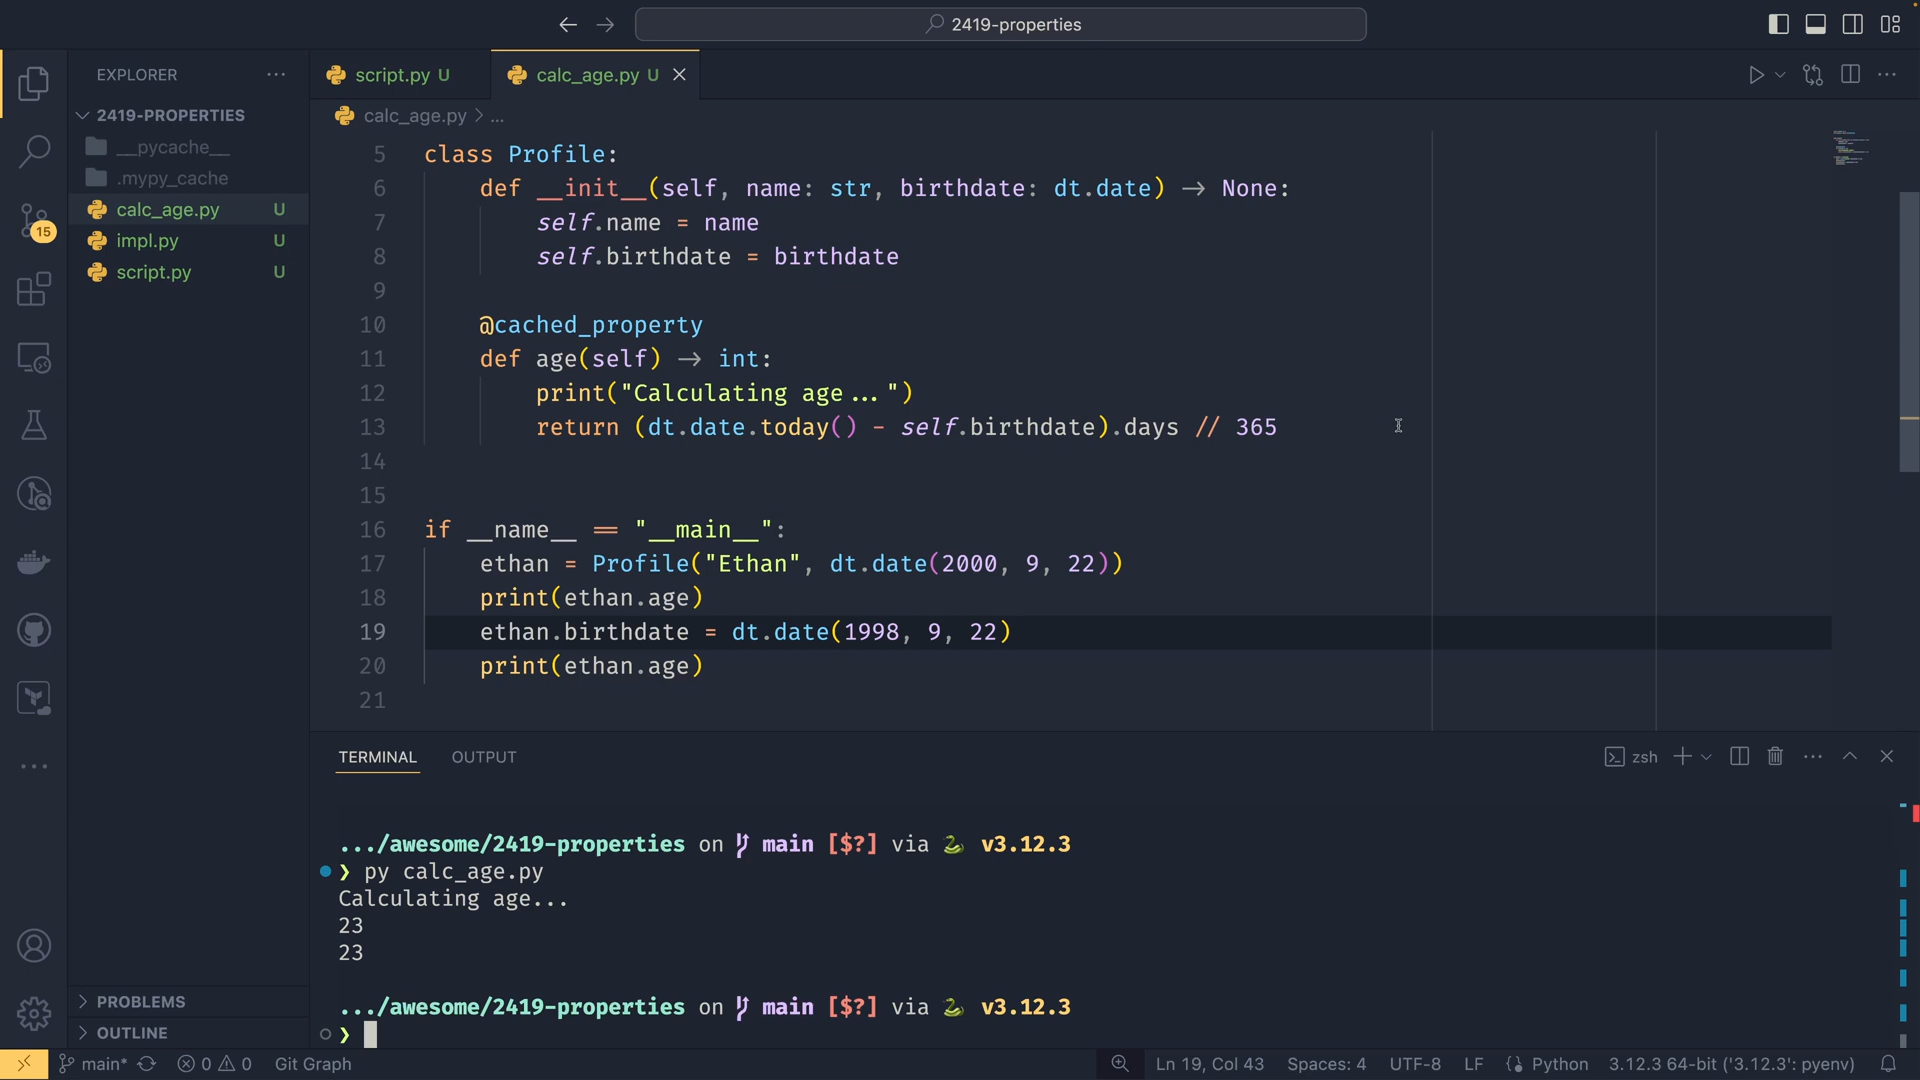 2419-properties
EXPLORER
2419-PROPERTIES
__pycache__
.mypy_cache
calc_age.py U
impl.py U
script.py U
15
PROBLEMS
OUTLINE
script.py U
calc_age.py U
calc_age.py > ...
5 class Profile:
6 def __init__(self, name: str, birthdate: dt.date) → None:
7 self.name = name
8 self.birthdate = birthdate
9
10 @cached_property
11 def age(self) → int:
12 print("Calculating age...")
13 return (dt.date.today() - self.birthdate).days // 365
14
15
16 if __name__ == "__main__":
17 ethan = Profile("Ethan", dt.date(2000, 9, 22))
18 print(ethan.age)
19 ethan.birthdate = dt.date(1998, 9, 22)
20 print(ethan.age)
21
TERMINAL OUTPUT
zsh
.../awesome/2419-properties on main [$?] via v3.12.3
❯ py calc_age.py
Calculating age...
23
23
.../awesome/2419-properties on main [$?] via v3.12.3
❯
main* 0 0 Git Graph Ln 19, Col 43 Spaces: 4 UTF-8 LF Python 3.12.3 64-bit ('3.12.3': pyenv)